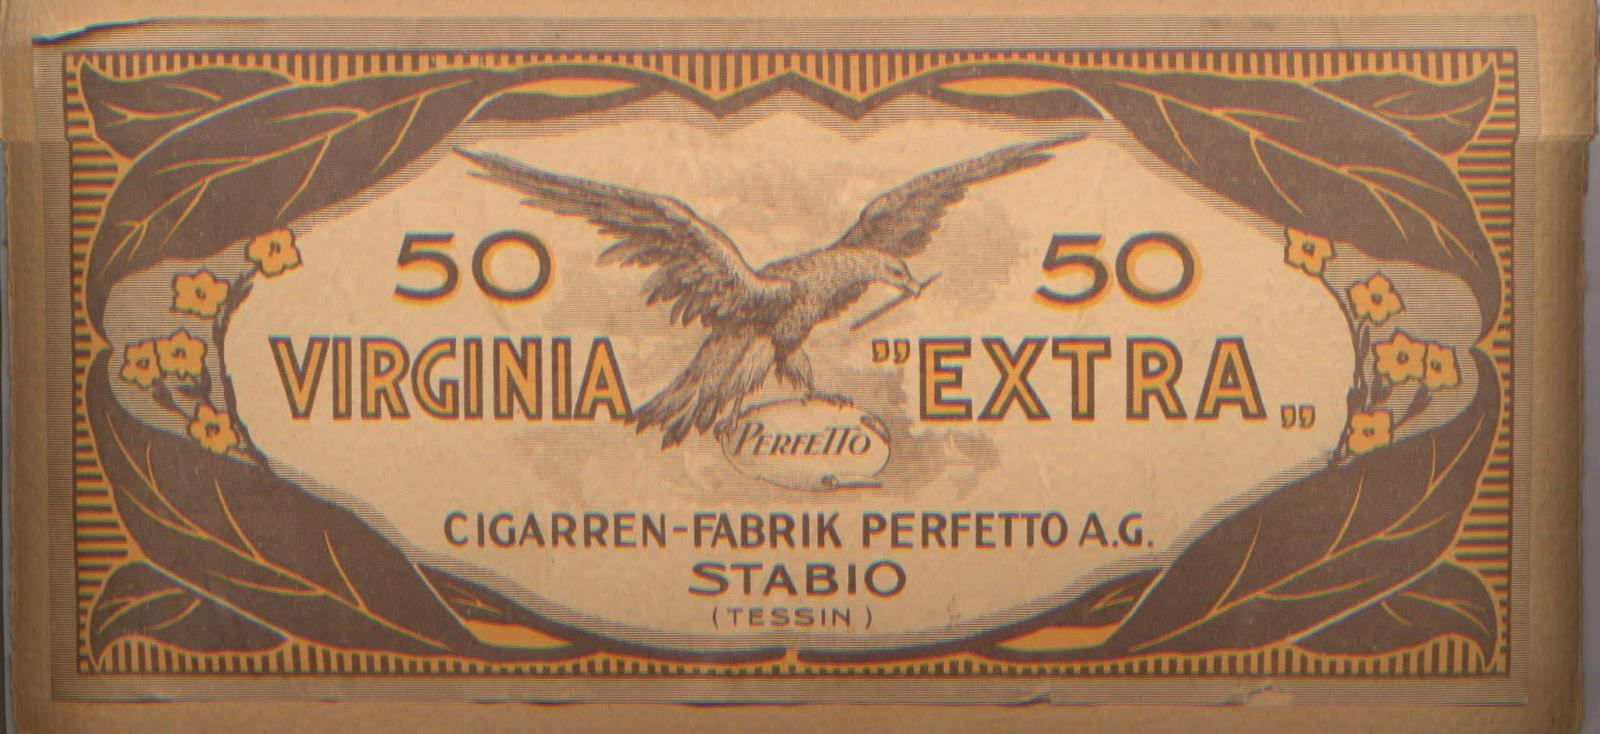 50 50
VIRGINIA "EXTRA„
PERFETTO
CIGARREN-FABRIK PERFETTO A.G.
STABIO
(TESSIN)